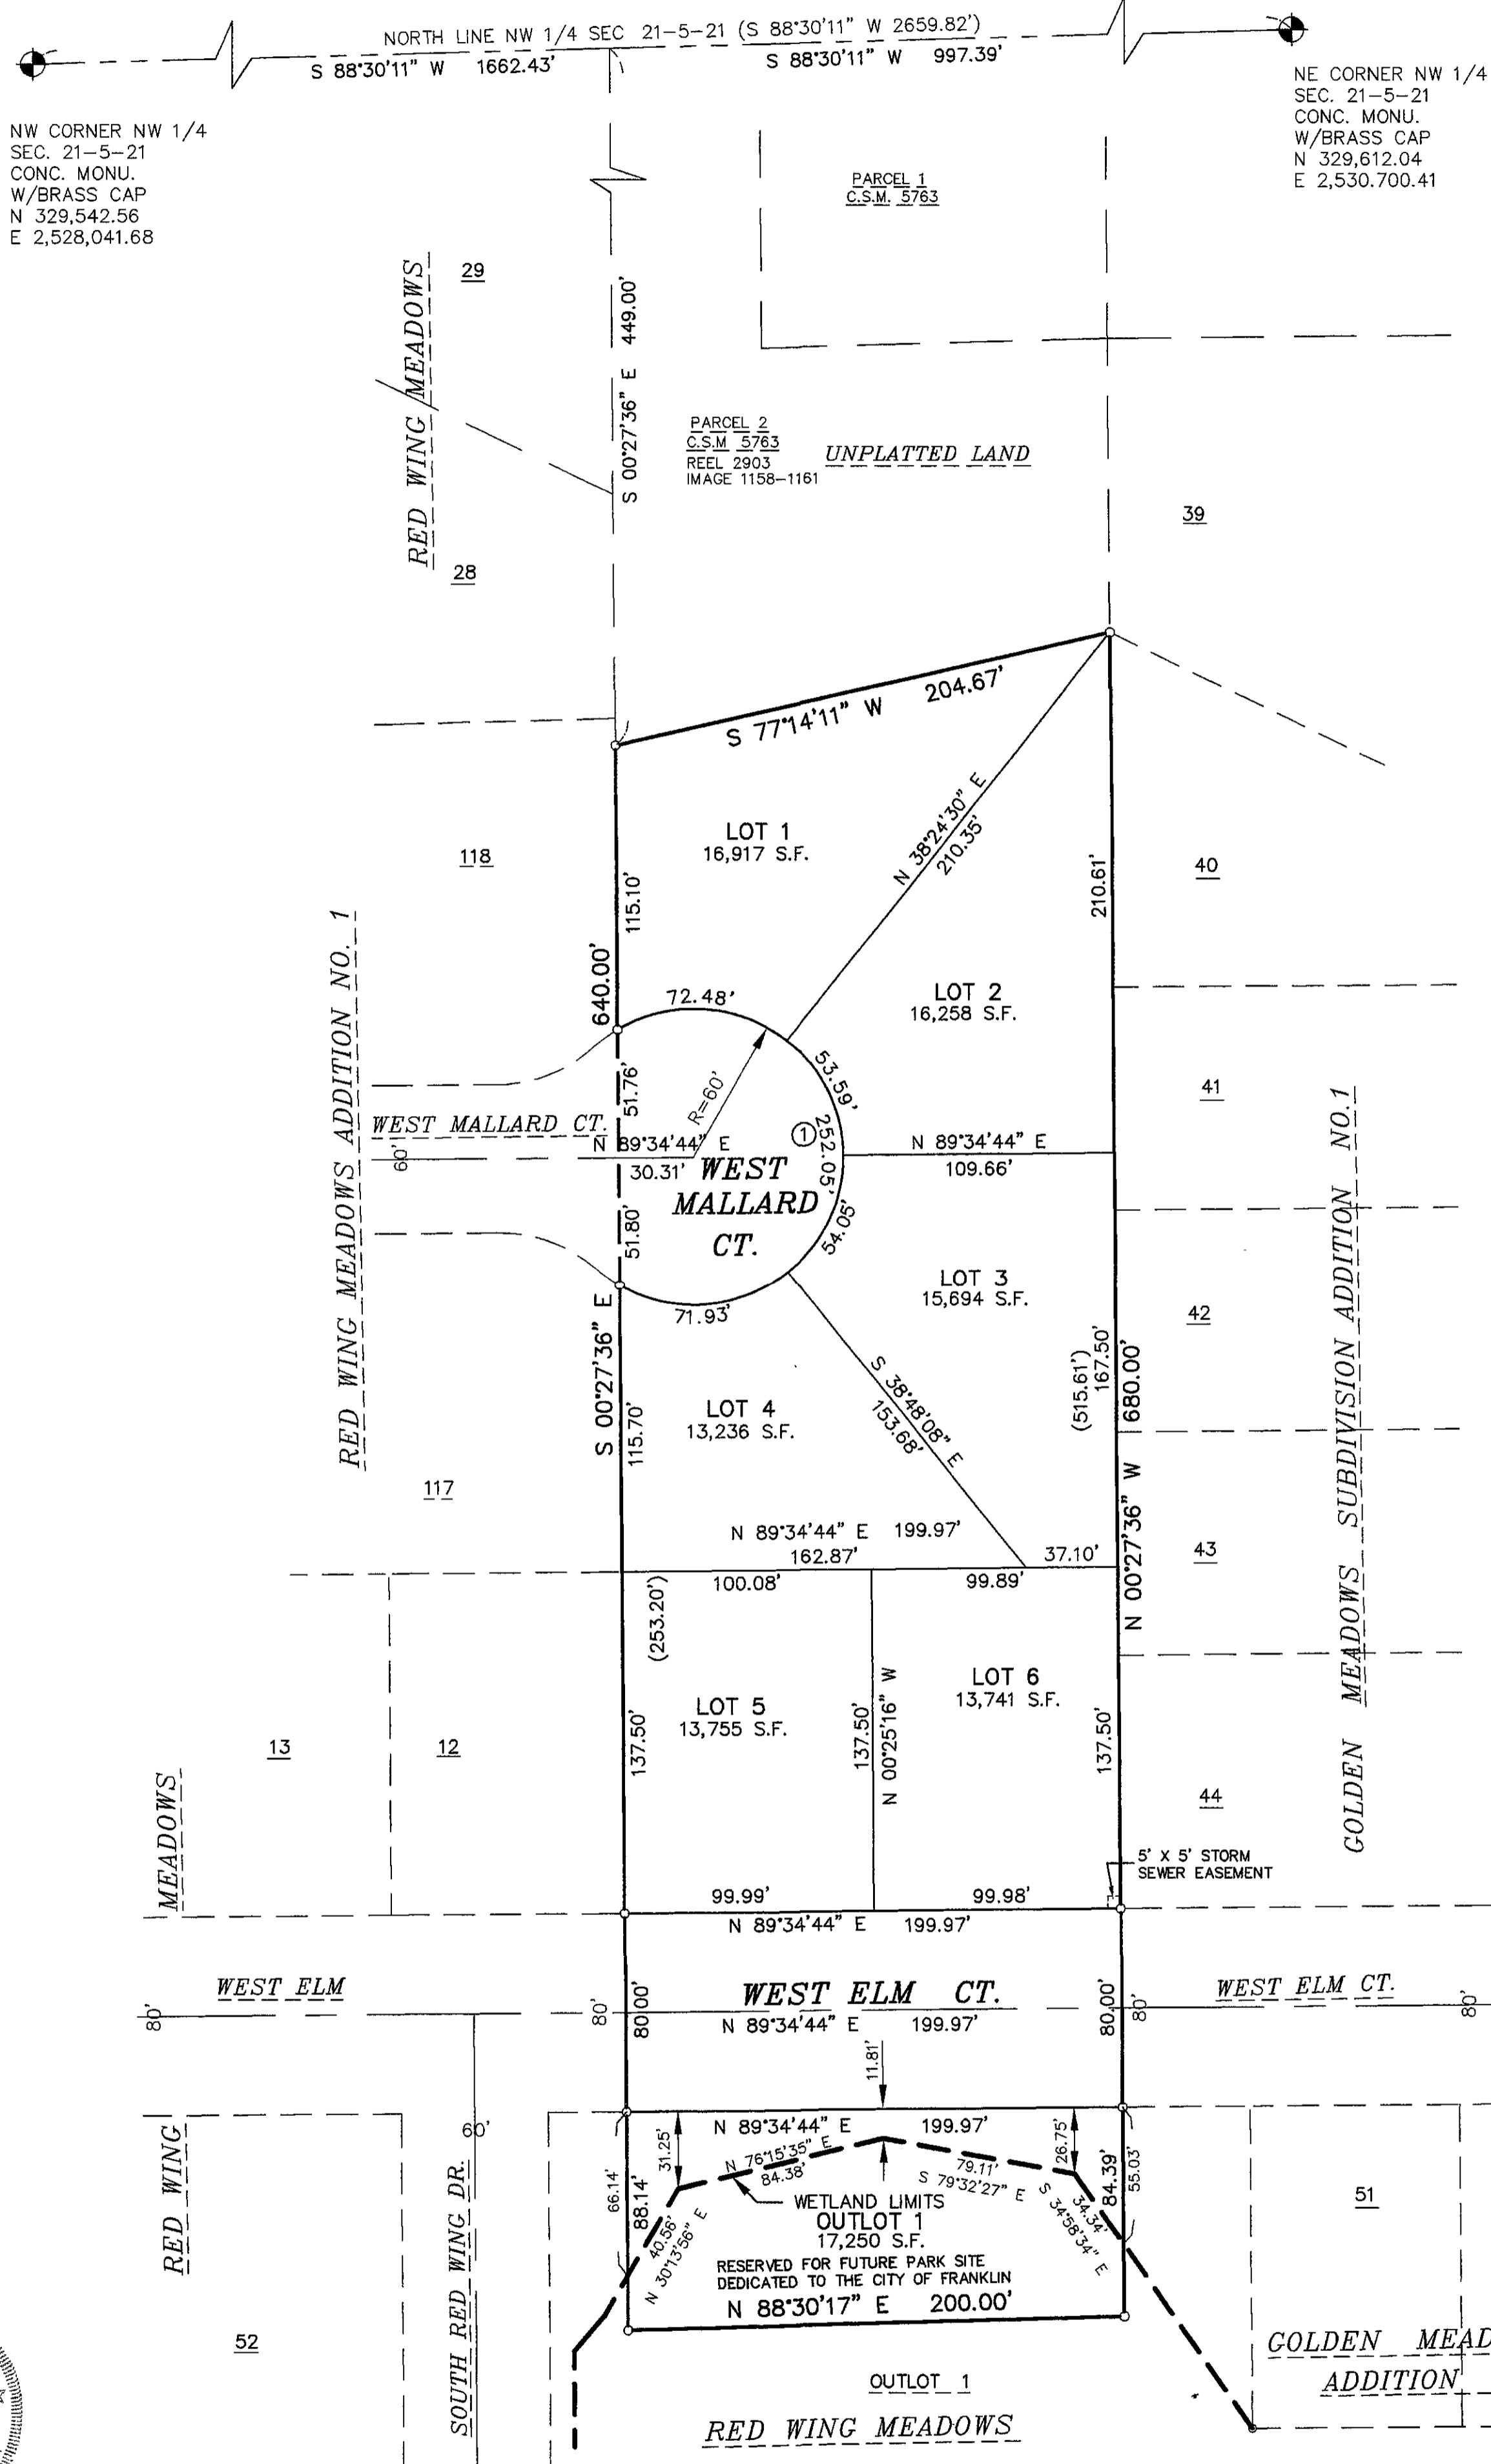 NORTH LINE NW 1/4 SEC 21-5-21 (S 88°30'11" W 2659.82')
S 88°30'11" W 1662.43'
S 88°30'11" W 997.39'
NW CORNER NW 1/4
SEC. 21-5-21
CONC. MONU.
W/BRASS CAP
N 329,542.56
E 2,528,041.68
NE CORNER NW 1/4
SEC. 21-5-21
CONC. MONU.
W/BRASS CAP
N 329,612.04
E 2,530.700.41
PARCEL 1
C.S.M. 5763
29
RED WING MEADOWS
S 00°27'36" E 449.00'
PARCEL 2
C.S.M 5763
REEL 2903
IMAGE 1158-1161
UNPLATTED LAND
39
28
S 77°14'11" W 204.67'
LOT 1
16,917 S.F.
N 38°24'30" E
210.35'
118
115.10'
210.61'
40
RED WING MEADOWS ADDITION NO. 1
640.00'
72.48'
LOT 2
16,258 S.F.
53.59'
51.76'
R=60'
41
WEST MALLARD CT.
60'
N 89°34'44" E
30.31'
1
252.05'
N 89°34'44" E
109.66'
WEST
MALLARD
CT.
51.80'
54.05'
71.93'
LOT 3
15,694 S.F.
42
GOLDEN MEADOWS SUBDIVISION ADDITION NO.1
S 00°27'36" E
115.70'
LOT 4
13,236 S.F.
S 38°48'08" E
153.68'
(515.61')
167.50'
680.00'
N 00°27'36" W
117
N 89°34'44" E 199.97'
162.87'
37.10'
43
100.08'
99.89'
(253.20')
LOT 5
13,755 S.F.
LOT 6
13,741 S.F.
137.50'
137.50'
N 00°25'16" W
137.50'
13
12
44
MEADOWS
5' X 5' STORM
SEWER EASEMENT
99.99'
99.98'
N 89°34'44" E 199.97'
WEST ELM
80'
80'
80.00'
WEST ELM CT.
N 89°34'44" E 199.97'
80.00'
80'
WEST ELM CT.
80'
11.81'
RED WING
60'
N 89°34'44" E 199.97'
31.25'
26.75'
N 76°15'35" E
84.38'
79.11'
S 79°32'27" E
66.14'
88.14'
84.39'
55.03'
WETLAND LIMITS
OUTLOT 1
17,250 S.F.
40.56'
N 30°13'56" E
34.34'
S 34°58'34" E
51
RESERVED FOR FUTURE PARK SITE
DEDICATED TO THE CITY OF FRANKLIN
N 88°30'17" E 200.00'
SOUTH RED WING DR.
52
GOLDEN MEAD
ADDITION
OUTLOT 1
RED WING MEADOWS